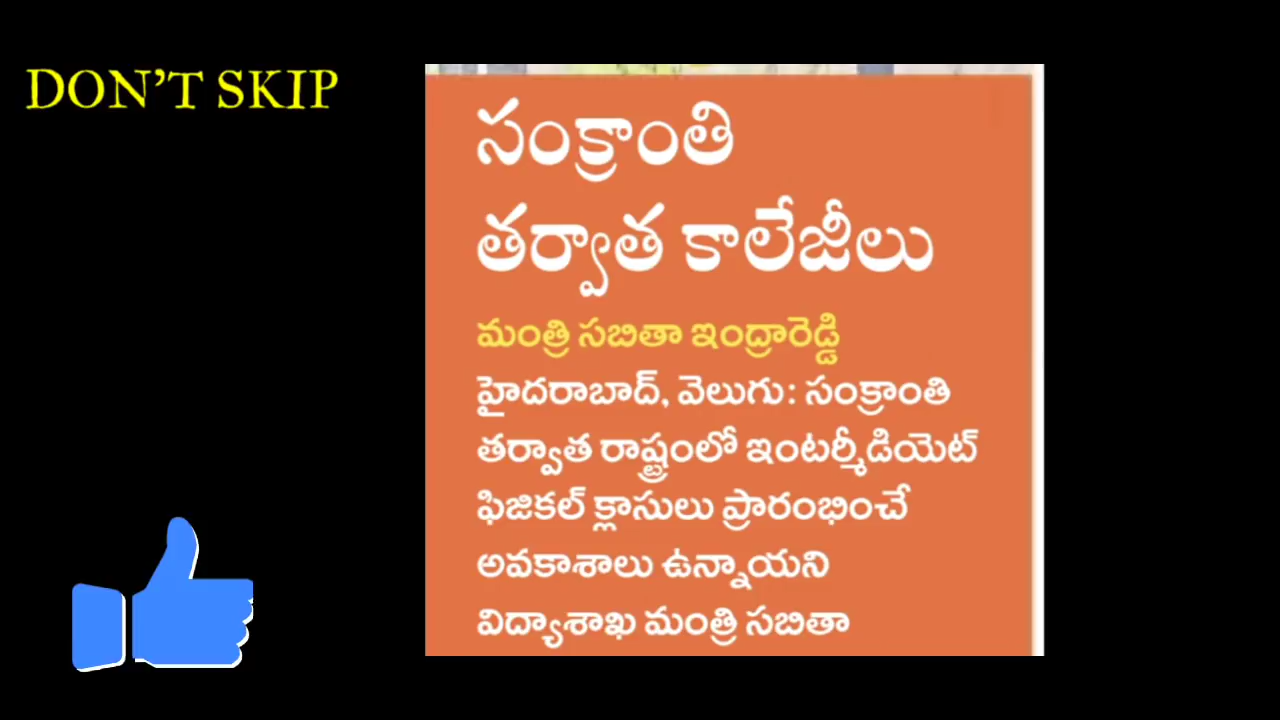 DON'T SKIP
సంక్రాంతి
తర్వాత కాలేజీలు
మంత్రి సబితా ఇంద్రారెడ్డి
హైదరాబాద్, వెలుగు: సంక్రాంతి
తర్వాత రాష్ట్రంలో ఇంటర్మీడియెట్
ఫిజికల్ క్లాసులు ప్రారంభించే
అవకాశాలు ఉన్నాయని
విద్యాశాఖ మంత్రి సబితా